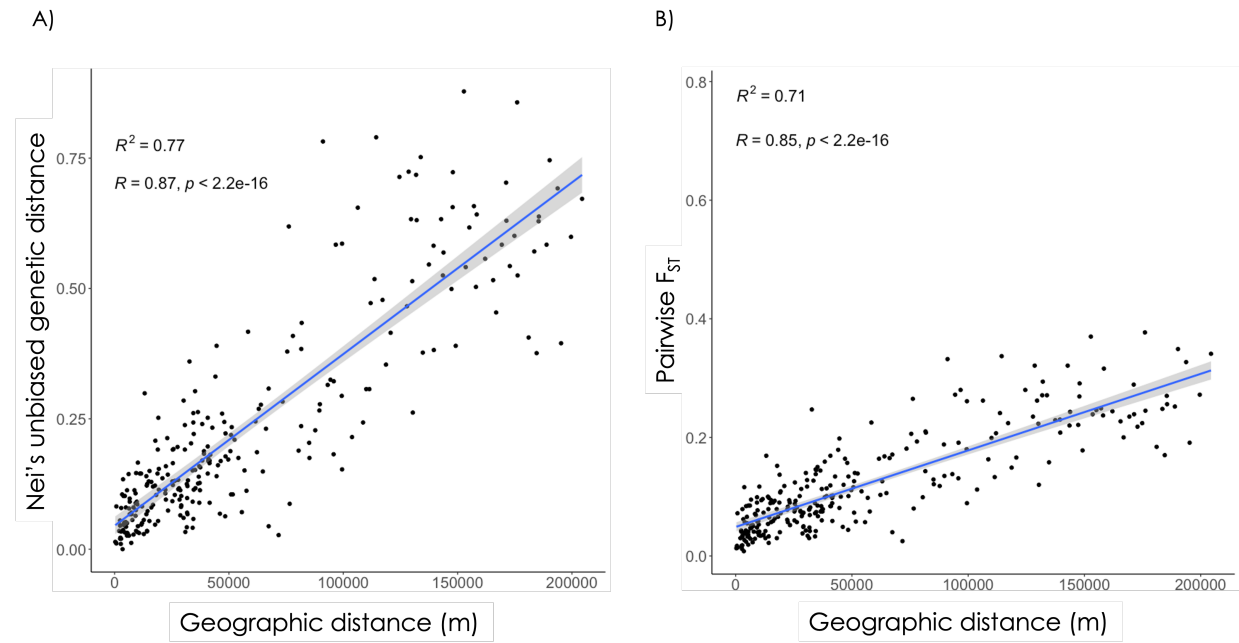 A)
R² = 0.77
R = 0.87, p < 2.2e-16
Nei's unbiased genetic distance
0.75
0.50
0.25
0.00
0 50000 100000 150000 200000
Geographic distance (m)
B)
R² = 0.71
R = 0.85, p < 2.2e-16
Pairwise FST
0.8
0.6
0.4
0.2
0.0
0 50000 100000 150000 200000
Geographic distance (m)